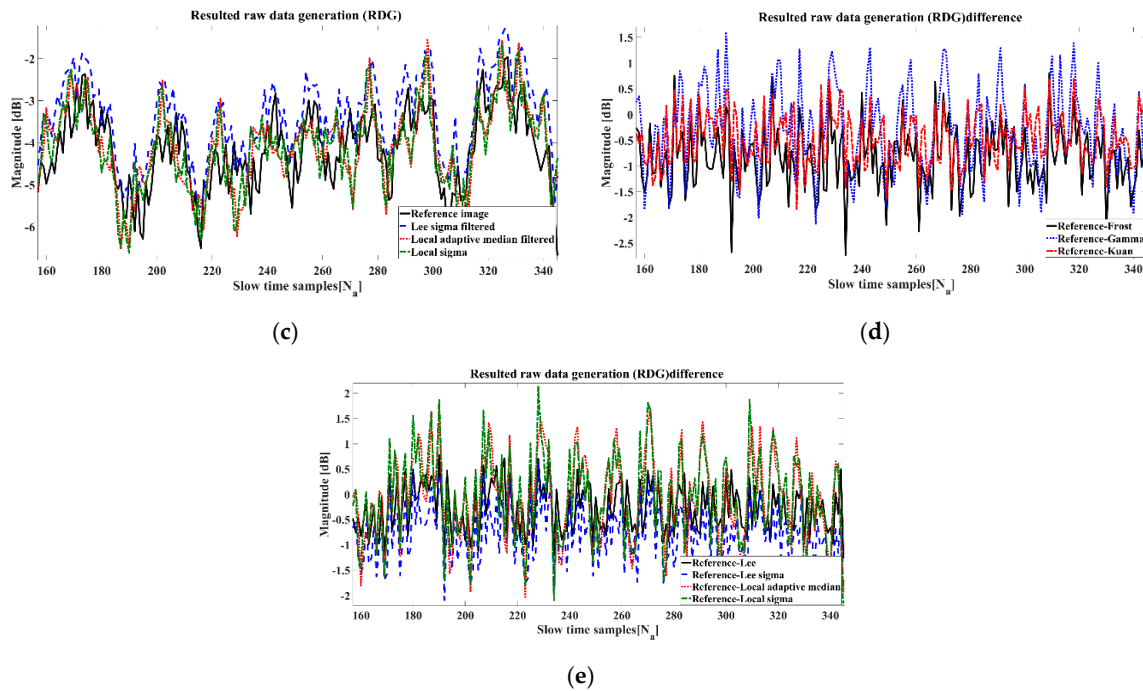 Resulted raw data generation (RDG)
Magnitude [dB]
-2
-3
-4
-5
-6
Reference image
Lee sigma filtered
Local adaptive median filtered
Local sigma
160
180
200
220
240
260
280
300
320
340
Slow time samples[Na]
(c)
Resulted raw data generation (RDG)difference
Magnitude [dB]
1.5
1
0.5
0
-0.5
-1
-1.5
-2
-2.5
Reference-Frost
Reference-Gamma
Reference-Kuan
160
180
200
220
240
260
280
300
320
340
Slow time samples[Na]
(d)
Resulted raw data generation (RDG)difference
Magnitude [dB]
2
1.5
1
0.5
0
-0.5
-1
-1.5
-2
Reference-Lee
Reference-Lee sigma
Reference-Local adaptive median
Reference-Local sigma
160
180
200
220
240
260
280
300
320
340
Slow time samples[Na]
(e)